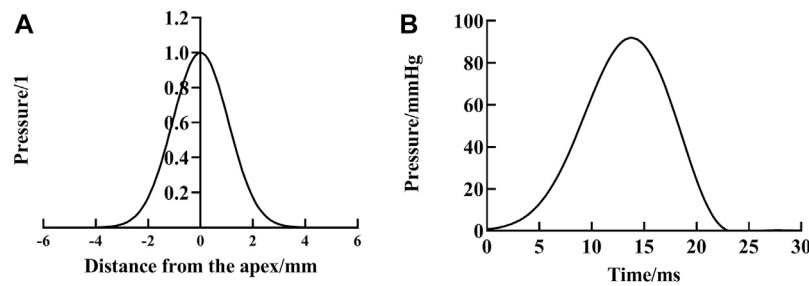 A
Pressure/1
1.2
1.0
0.8
0.6
0.4
0.2
-6 -4 -2 0 2 4 6
Distance from the apex/mm
B
Pressure/mmHg
100
80
60
40
20
0
0 5 10 15 20 25 30
Time/ms